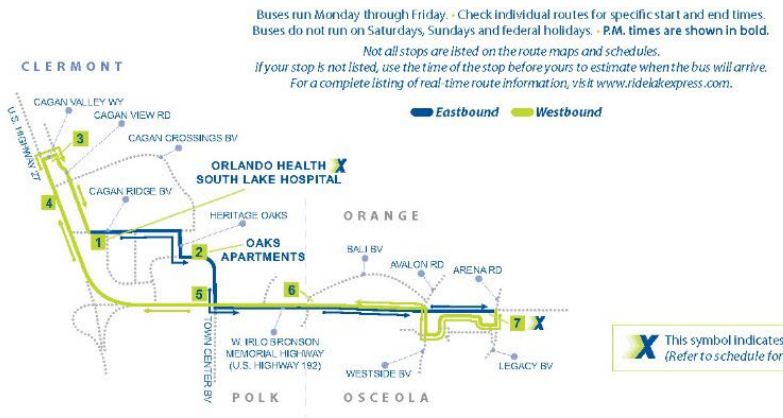 Buses run Monday through Friday. • Check individual routes for specific start and end times.
Buses do not run on Saturdays, Sundays and federal holidays. • P.M. times are shown in bold.
Not all stops are listed on the route maps and schedules.
if your stop is not listed, use the time of the stop before yours to estimate when the bus will arrive.
For a complete listing of real-time route information, visit www.ridelakexpress.com.
Eastbound
Westbound
CLERMONT
CAGAN VALLEY WY
CAGAN VIEW RD
U.S. HIGHWAY 27
3
CAGAN CROSSINGS BV
ORLANDO HEALTH X
SOUTH LAKE HOSPITAL
CAGAN RIDGE BV
4
HERITAGE OAKS
ORANGE
1
2
OAKS
APARTMENTS
BALI BV
AVALON RD
ARENA RD
5
6
7 X
TOWN CENTER BV
W. IRLO BRONSON
MEMORIAL HIGHWAY
(U.S. HIGHWAY 192)
WESTSIDE BV
LEGACY BV
POLK
OSCEOLA
X This symbol indicates
(Refer to schedule for